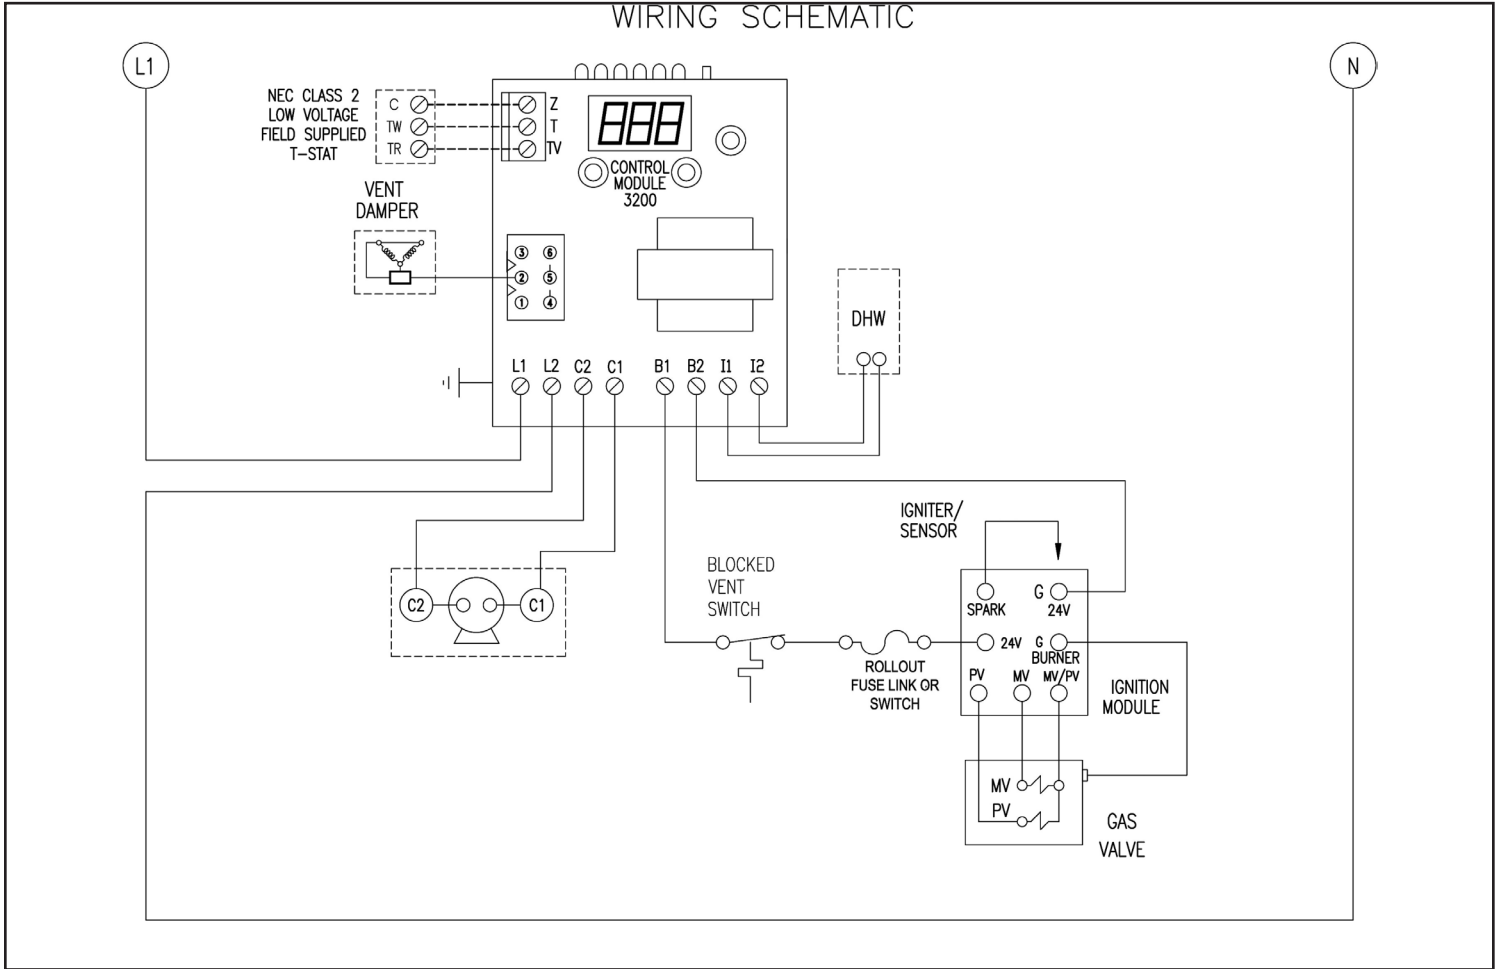 WIRING SCHEMATIC
L1
N
NEC CLASS 2
LOW VOLTAGE
FIELD SUPPLIED
T-STAT
C
TW
TR
Z
T
TV
888
CONTROL
MODULE
3200
VENT
DAMPER
3 6
2 5
1 4
DHW
L1 L2 C2 C1 B1 B2 I1 I2
IGNITER/
SENSOR
BLOCKED
VENT
SWITCH
C2
C1
SPARK
G
24V
24V
G
BURNER
PV MV MV/PV
ROLLOUT
FUSE LINK OR
SWITCH
IGNITION
MODULE
MV
PV
GAS
VALVE